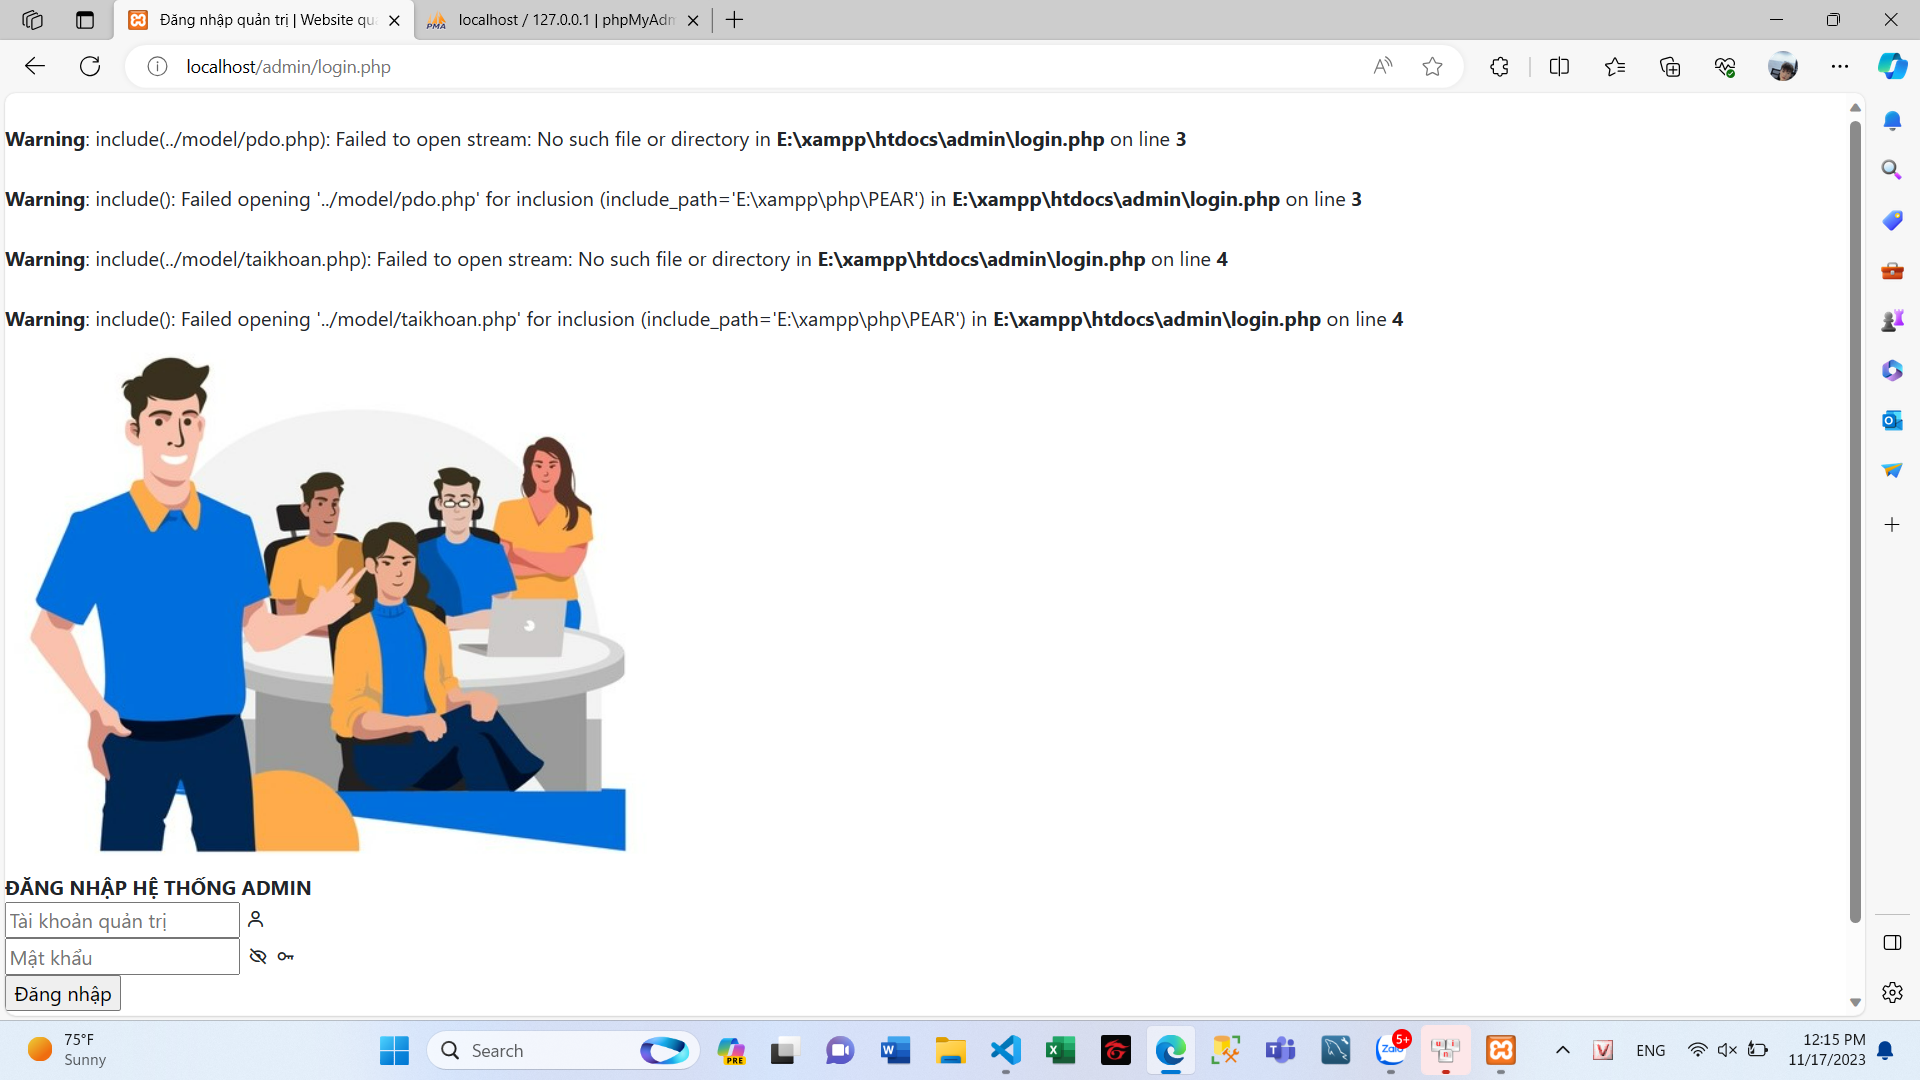 Đăng nhập quản trị | Website quả
localhost / 127.0.0.1 | phpMyAdm
localhost/admin/login.php
Warning: include(../model/pdo.php): Failed to open stream: No such file or directory in E:\xampp\htdocs\admin\login.php on line 3
Warning: include(): Failed opening '../model/pdo.php' for inclusion (include_path='E:\xampp\php\PEAR') in E:\xampp\htdocs\admin\login.php on line 3
Warning: include(../model/taikhoan.php): Failed to open stream: No such file or directory in E:\xampp\htdocs\admin\login.php on line 4
Warning: include(): Failed opening '../model/taikhoan.php' for inclusion (include_path='E:\xampp\php\PEAR') in E:\xampp\htdocs\admin\login.php on line 4
ĐĂNG NHẬP HỆ THỐNG ADMIN
Tài khoản quản trị
Mật khẩu
Đăng nhập
75°F
Sunny
Search
PRE
Zalo
5+
ENG
12:15 PM
11/17/2023